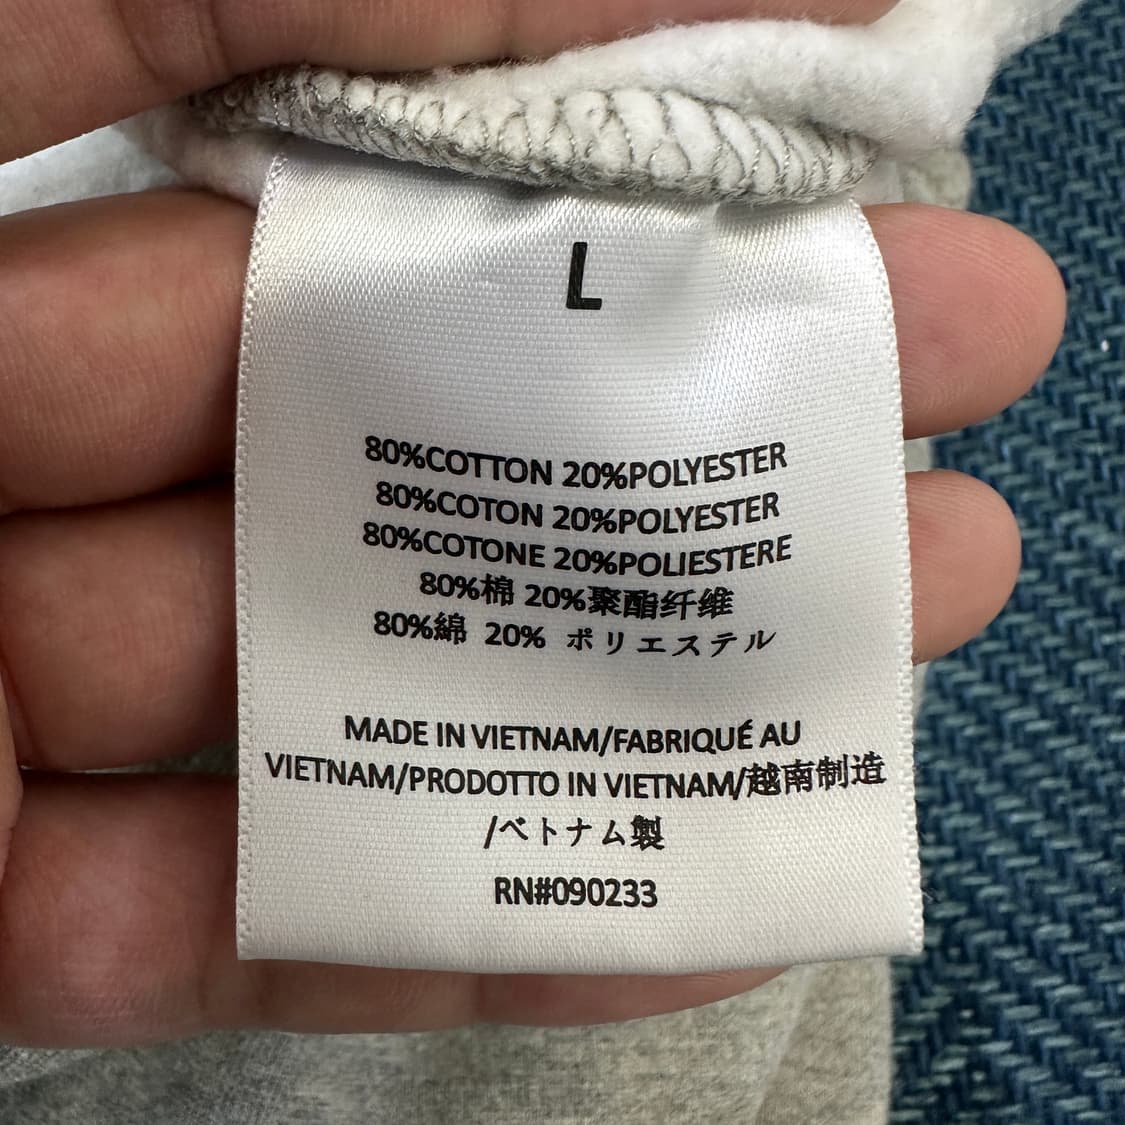 L
80%COTTON 20%POLYESTER
80%COTON 20%POLYESTER
80%COTONE 20%POLIESTERE
80%棉 20%聚酯纤维
80%綿 20% ポリエステル
MADE IN VIETNAM/FABRIQUÉ AU
VIETNAM/PRODOTTO IN VIETNAM/越南制造
/ベトナム製
RN#090233